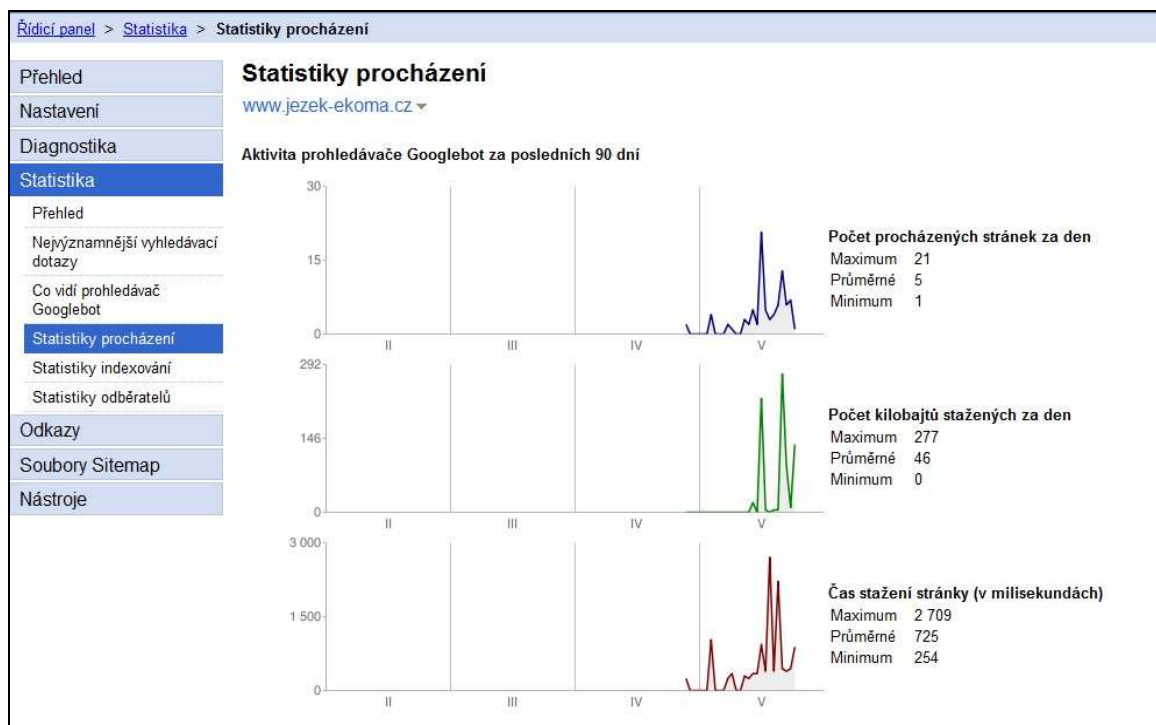 Řídicí panel > Statistika > Statistiky procházení
Přehled
Nastavení
Diagnostika
Statistika
Přehled
Nejvýznamnější vyhledávací
dotazy
Co vidí prohledávač
Googlebot
Statistiky procházení
Statistiky indexování
Statistiky odběratelů
Odkazy
Soubory Sitemap
Nástroje
Statistiky procházení
www.jezek-ekoma.cz
Aktivita prohledávače Googlebot za posledních 90 dní
30
15
0
II III IV V
Počet procházených stránek za den
Maximum 21
Průměrné 5
Minimum 1
292
146
0
II III IV V
Počet kilobajtů stažených za den
Maximum 277
Průměrné 46
Minimum 0
3 000
1 500
0
II III IV V
Čas stažení stránky (v milisekundách)
Maximum 2 709
Průměrné 725
Minimum 254